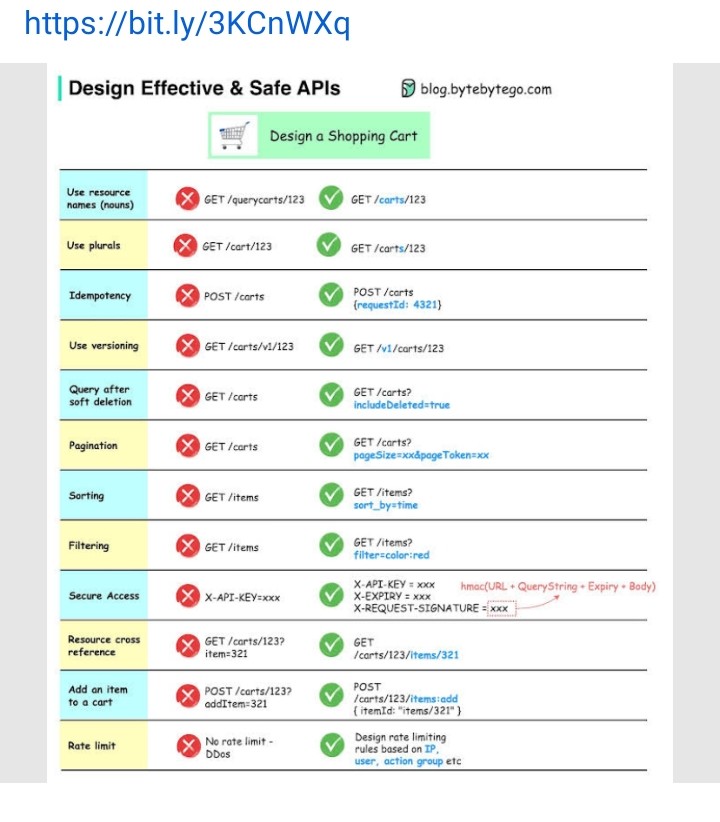 https://bit.ly/3KCnWXq
Design Effective & Safe APIs
blog.bytebytego.com
Design a Shopping Cart
Use resource
names (nouns)
GET /querycarts/123
GET /carts/123
Use plurals
GET /cart/123
GET /carts/123
Idempotency
POST /carts
POST /carts
{requestId: 4321}
Use versioning
GET /carts/v1/123
GET /v1/carts/123
Query after
soft deletion
GET /carts
GET /carts?
includeDeleted=true
Pagination
GET /carts
GET /carts?
pageSize=xx&pageToken=xx
Sorting
GET /items
GET /items?
sort_by=time
Filtering
GET /items
GET /items?
filter=color:red
Secure Access
X-API-KEY=xxx
X-API-KEY = xxx
X-EXPIRY = xxx
X-REQUEST-SIGNATURE = xxx
hmac(URL + QueryString + Expiry + Body)
Resource cross
reference
GET /carts/123?
item=321
GET
/carts/123/items/321
Add an item
to a cart
POST /carts/123?
addItem=321
POST
/carts/123/items:add
{ itemId: "items/321" }
Rate limit
No rate limit -
DDos
Design rate limiting
rules based on IP,
user, action group etc